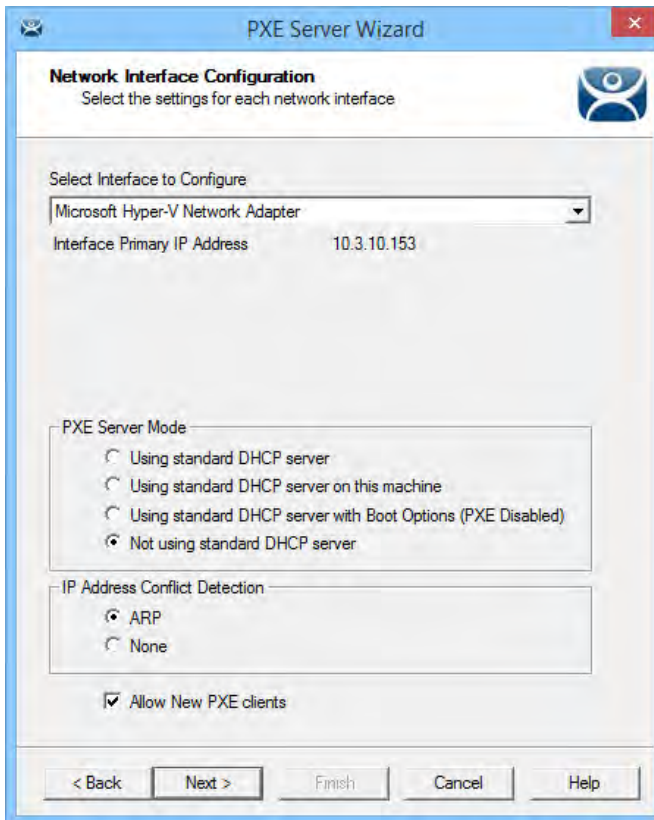 PXE Server Wizard
Network Interface Configuration
Select the settings for each network interface
Select Interface to Configure
Microsoft Hyper-V Network Adapter
Interface Primary IP Address 10.3.10.153
PXE Server Mode
Using standard DHCP server
Using standard DHCP server on this machine
Using standard DHCP server with Boot Options (PXE Disabled)
Not using standard DHCP server
IP Address Conflict Detection
ARP
None
Allow New PXE clients
< Back Next > Finish Cancel Help